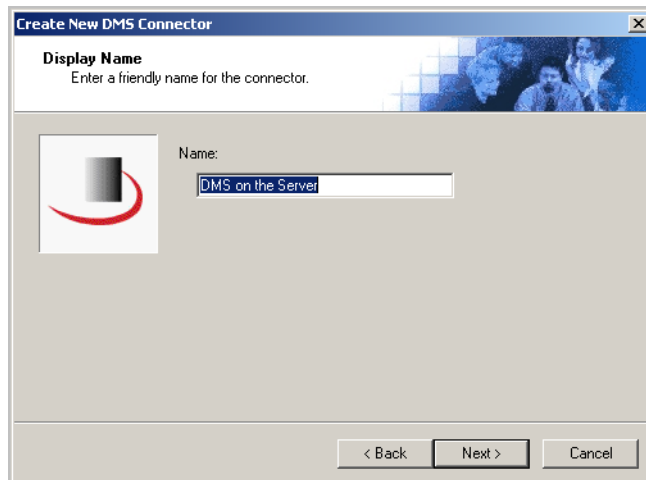 Create New DMS Connector
Display Name
Enter a friendly name for the connector.
Name:
DMS on the Server
< Back
Next >
Cancel